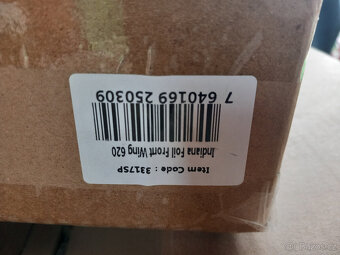 Item Code : 3317SP
Indiana Foil Front Wing 620
7 640169 250309